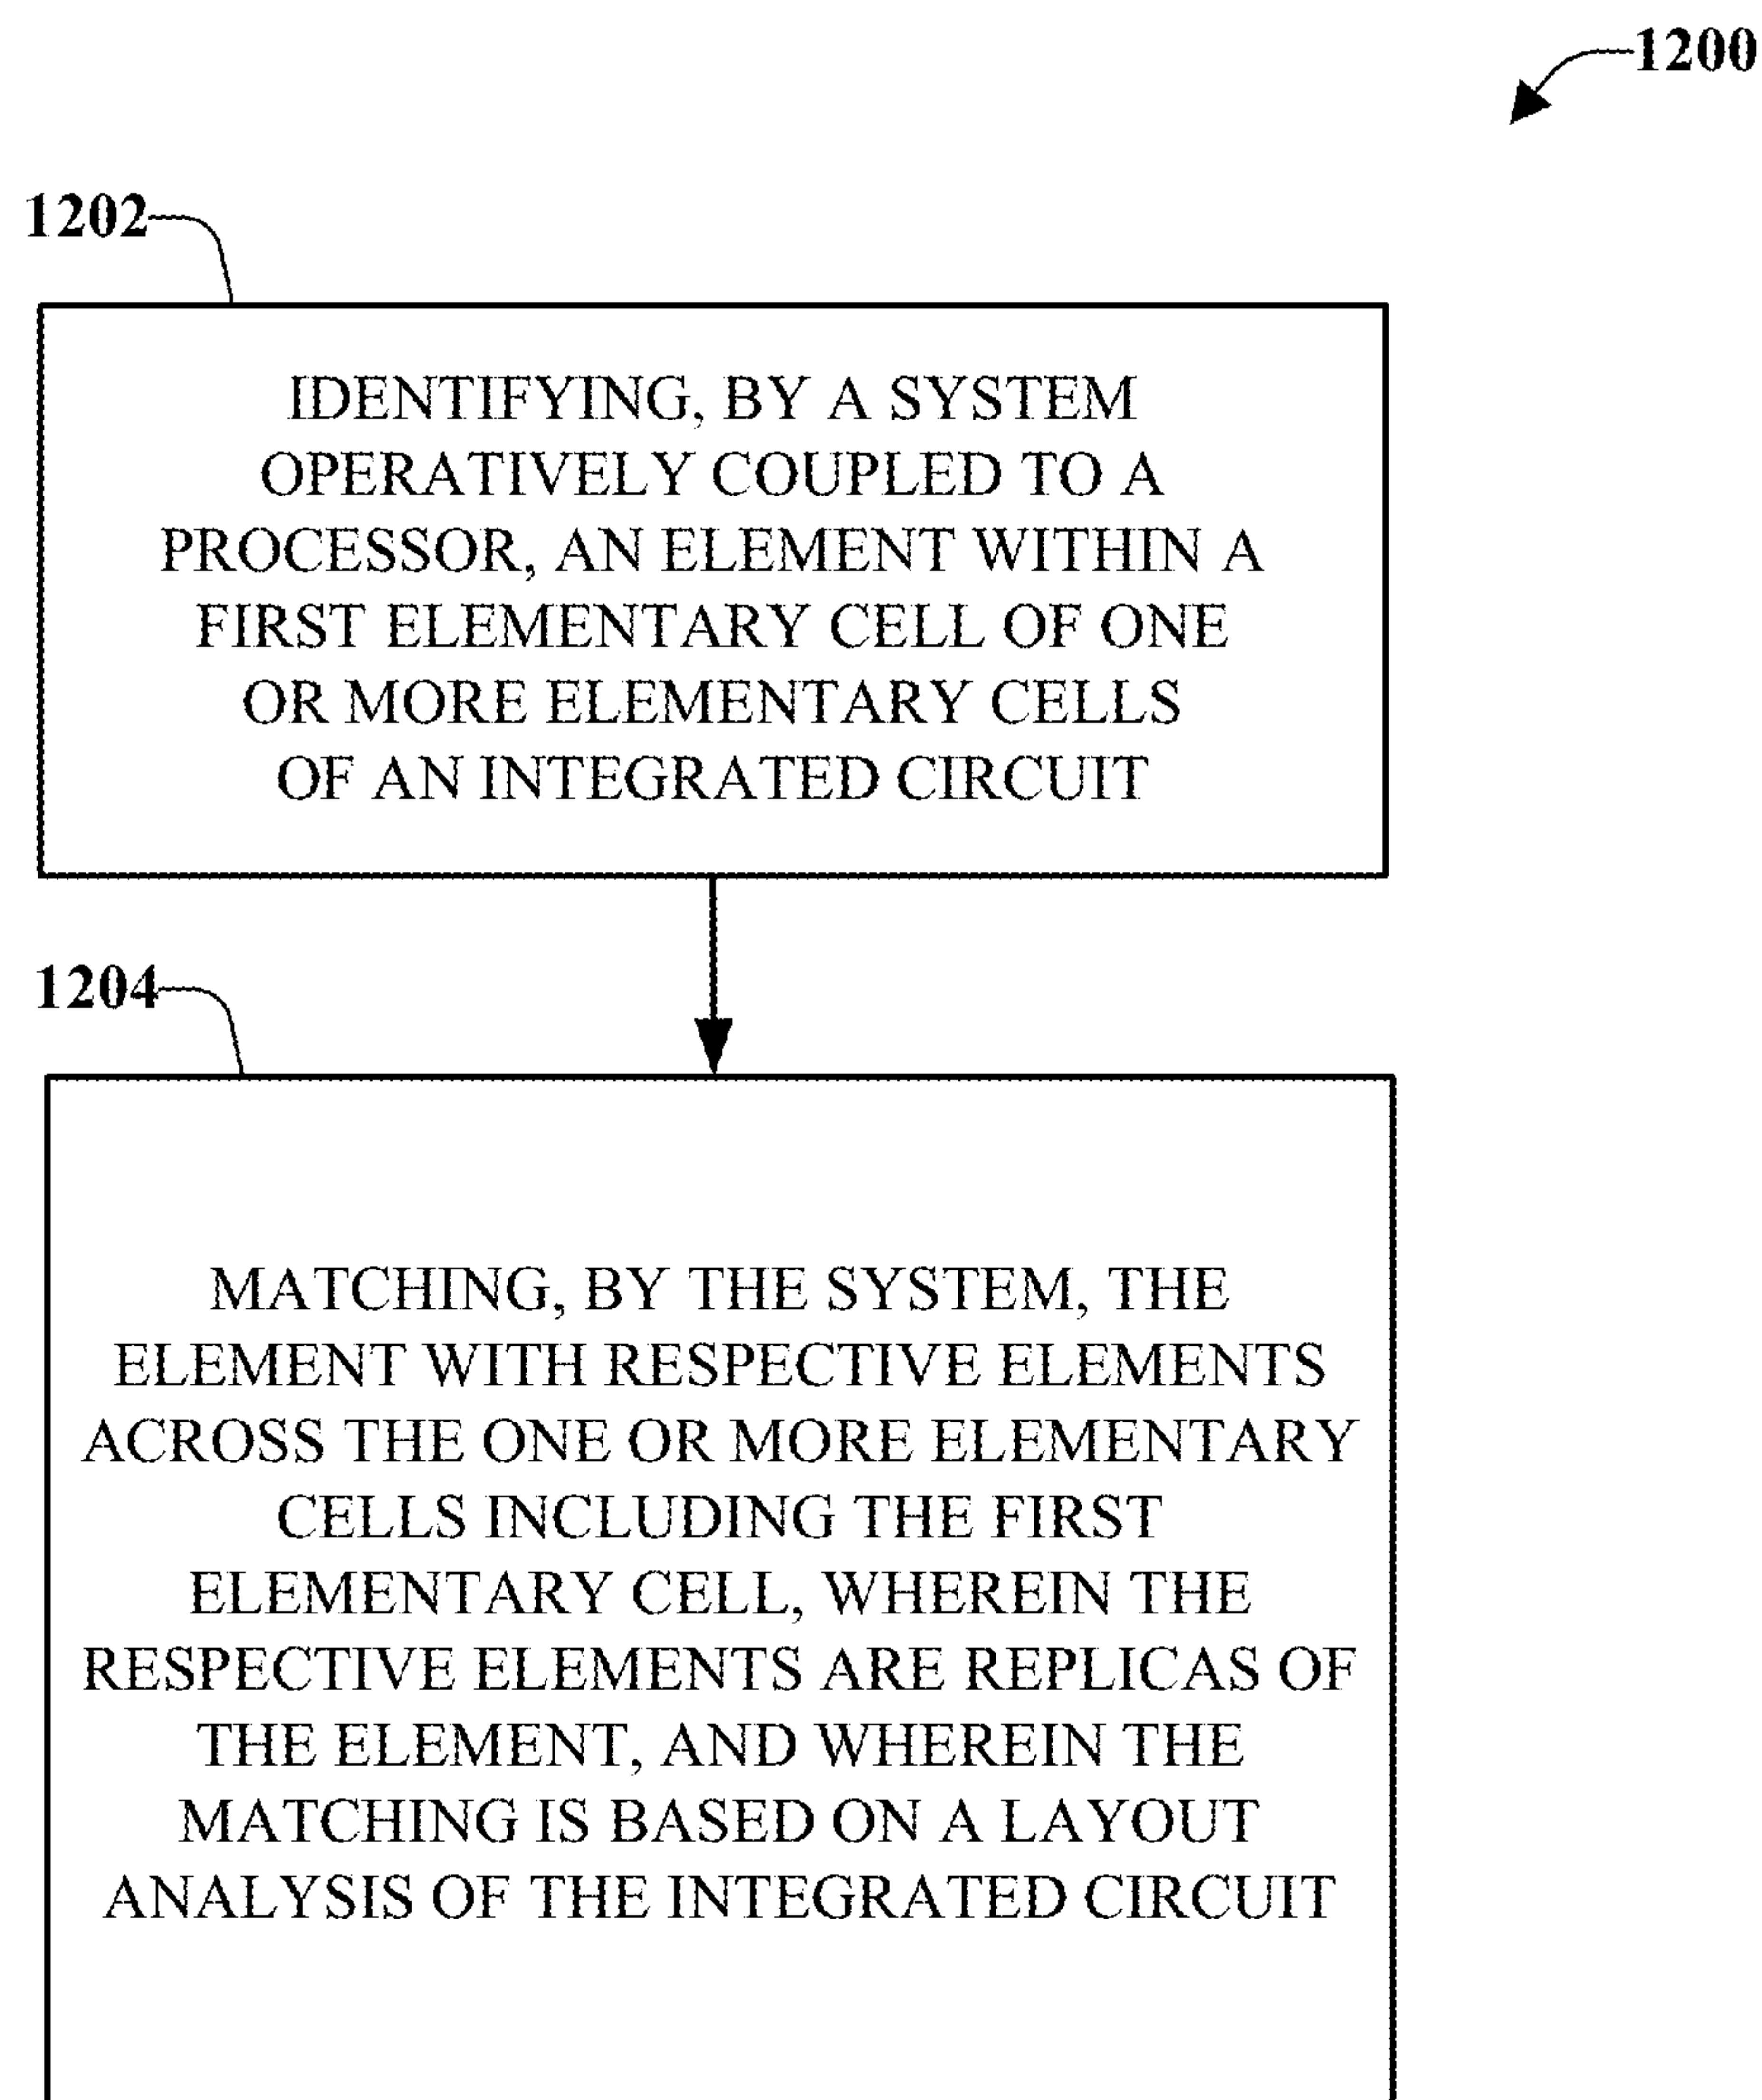 1200
1202
IDENTIFYING, BY A SYSTEM
OPERATIVELY COUPLED TO A
PROCESSOR, AN ELEMENT WITHIN A
FIRST ELEMENTARY CELL OF ONE
OR MORE ELEMENTARY CELLS
OF AN INTEGRATED CIRCUIT
1204
MATCHING, BY THE SYSTEM, THE
ELEMENT WITH RESPECTIVE ELEMENTS
ACROSS THE ONE OR MORE ELEMENTARY
CELLS INCLUDING THE FIRST
ELEMENTARY CELL, WHEREIN THE
RESPECTIVE ELEMENTS ARE REPLICAS OF
THE ELEMENT, AND WHEREIN THE
MATCHING IS BASED ON A LAYOUT
ANALYSIS OF THE INTEGRATED CIRCUIT